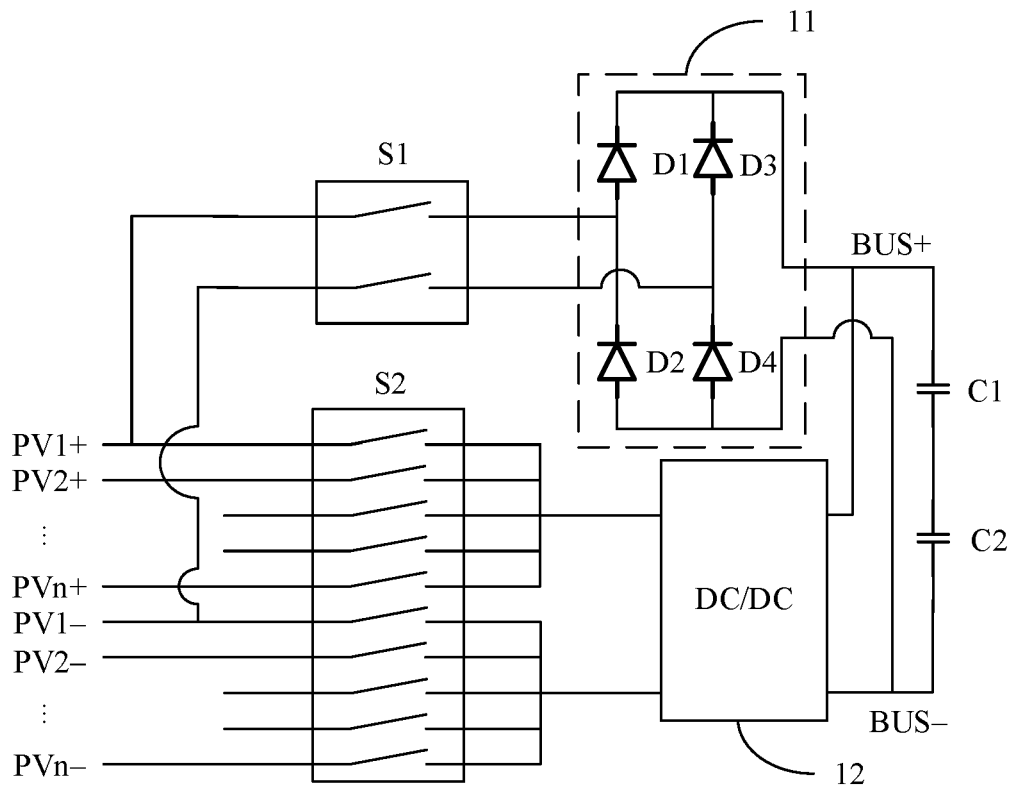 11
S1
D1
D3
BUS+
D2
D4
S2
C1
PV1+
PV2+
⋮
C2
PVn+
DC/DC
PV1–
PV2–
⋮
BUS–
PVn–
12